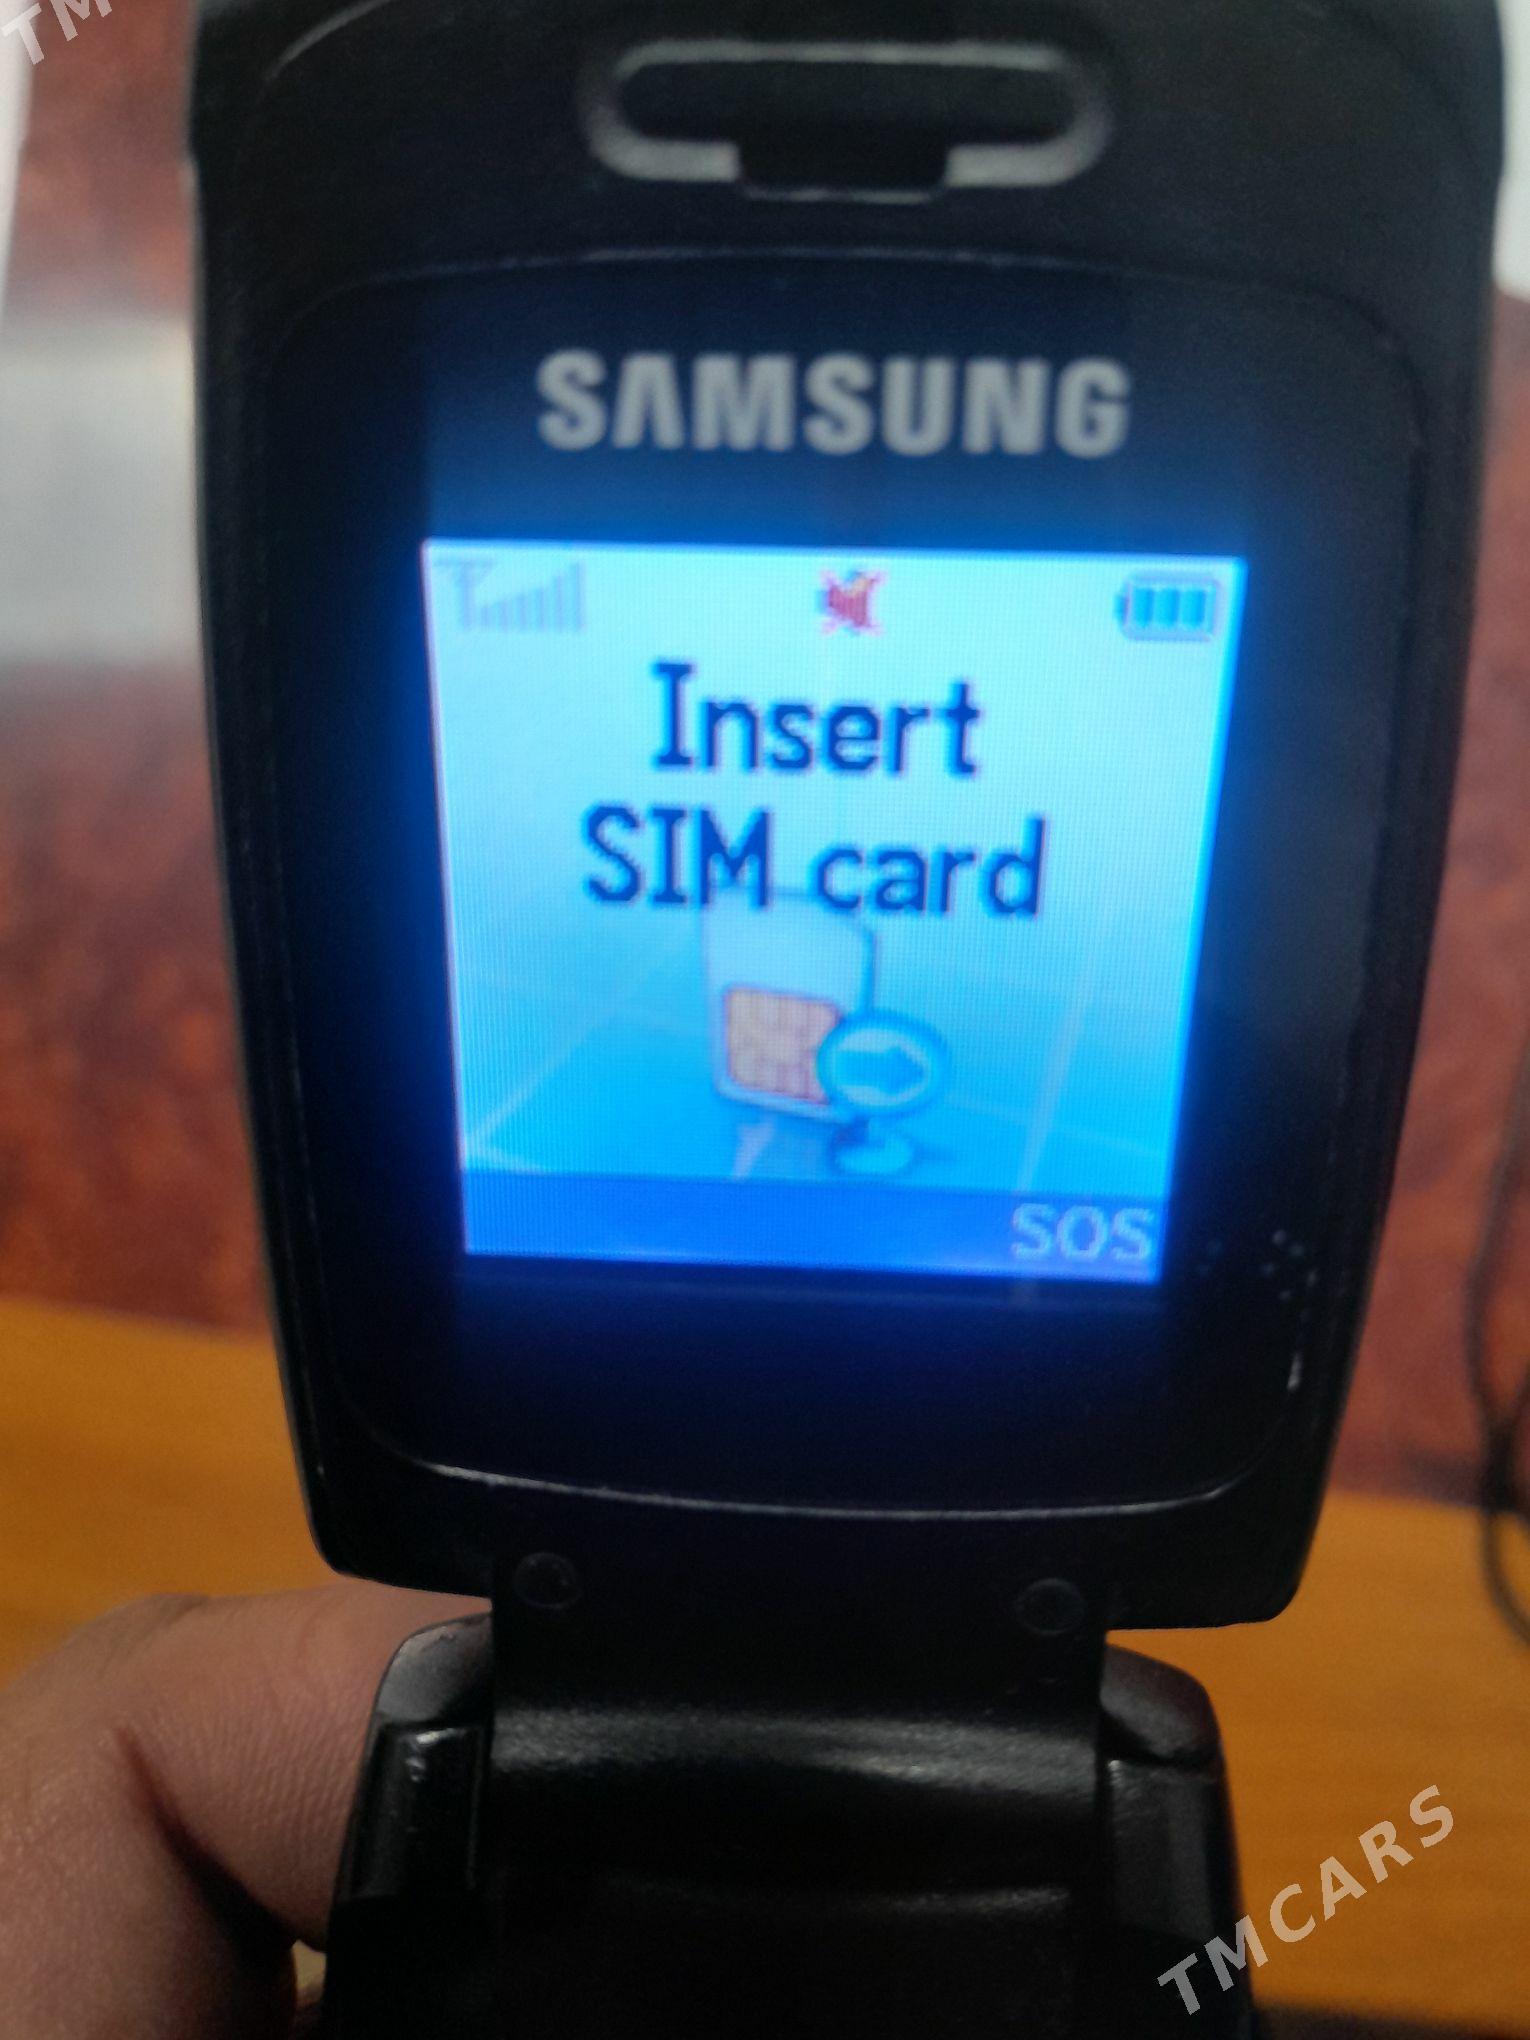 TM
SAMSUNG
Insert
SIM card
SOS
TMCARS